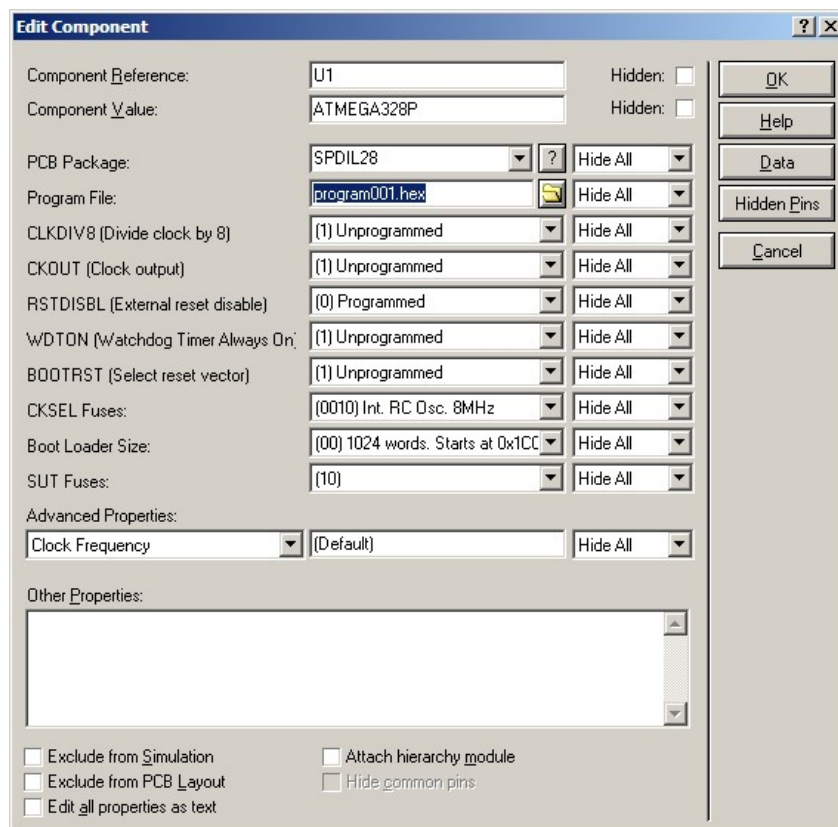 Edit Component
Component Reference: U1 Hidden: OK
Component Value: ATMEGA328P Hidden: Help
PCB Package: SPDIL28 ? Hide All Data
Program File: program001.hex Hide All Hidden Pins
CLKDIV8 (Divide clock by 8) (1) Unprogrammed Hide All
CKOUT (Clock output) (1) Unprogrammed Hide All Cancel
RSTDISBL (External reset disable) (0) Programmed Hide All
WDTON (Watchdog Timer Always On) (1) Unprogrammed Hide All
BOOTRST (Select reset vector) (1) Unprogrammed Hide All
CKSEL Fuses: (0010) Int. RC Osc. 8MHz Hide All
Boot Loader Size: (00) 1024 words. Starts at 0x1C Hide All
SUT Fuses: (10) Hide All
Advanced Properties:
Clock Frequency (Default) Hide All
Other Properties:
Exclude from Simulation Attach hierarchy module
Exclude from PCB Layout Hide common pins
Edit all properties as text